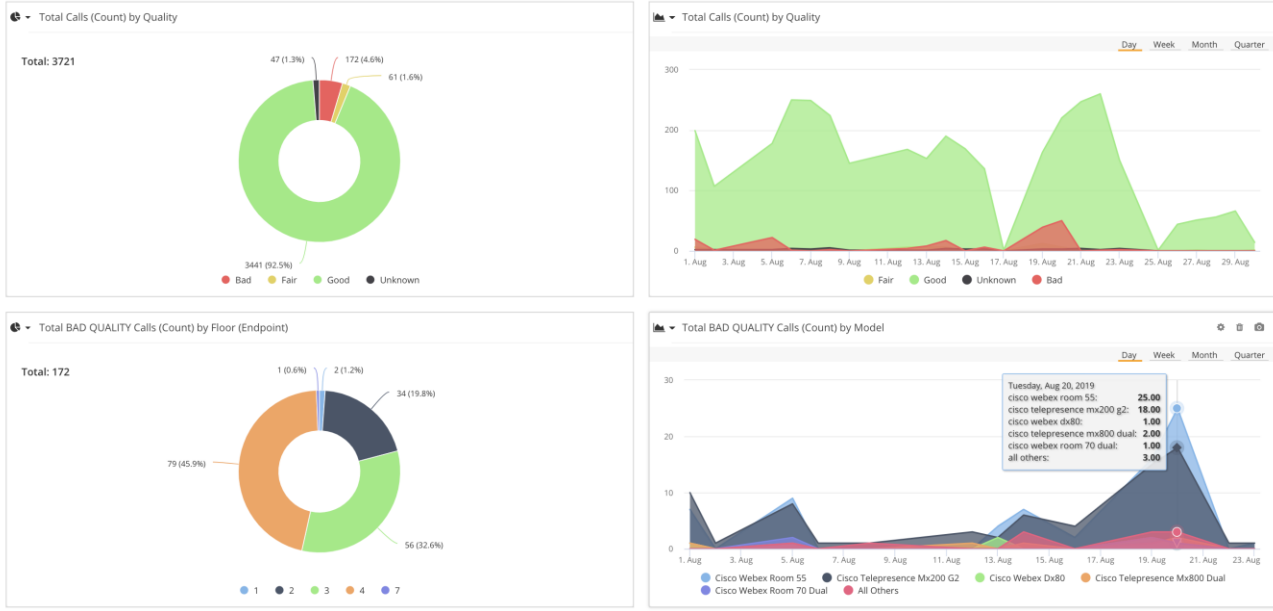 Total Calls (Count) by Quality
Total: 3721
47 (1.3%)
172 (4.6%)
61 (1.6%)
3441 (92.5%)
Bad Fair Good Unknown
Total Calls (Count) by Quality
Day Week Month Quarter
300
200
100
0
1. Aug 3. Aug 5. Aug 7. Aug 9. Aug 11. Aug 13. Aug 15. Aug 17. Aug 19. Aug 21. Aug 23. Aug 25. Aug 27. Aug 29. Aug
Fair Good Unknown Bad
Total BAD QUALITY Calls (Count) by Floor (Endpoint)
Total: 172
1 (0.6%)
2 (1.2%)
34 (19.8%)
79 (45.9%)
56 (32.6%)
1 2 3 4 7
Total BAD QUALITY Calls (Count) by Model
Day Week Month Quarter
30
20
10
0
Tuesday, Aug 20, 2019
cisco webex room 55: 25.00
cisco telepresence mx200 g2: 18.00
cisco webex dx80: 1.00
cisco telepresence mx800 dual: 2.00
cisco webex room 70 dual: 1.00
all others: 3.00
1. Aug 3. Aug 5. Aug 7. Aug 9. Aug 11. Aug 13. Aug 15. Aug 17. Aug 19. Aug 21. Aug 23. Aug
Cisco Webex Room 55 Cisco Telepresence Mx200 G2 Cisco Webex Dx80 Cisco Telepresence Mx800 Dual
Cisco Webex Room 70 Dual All Others